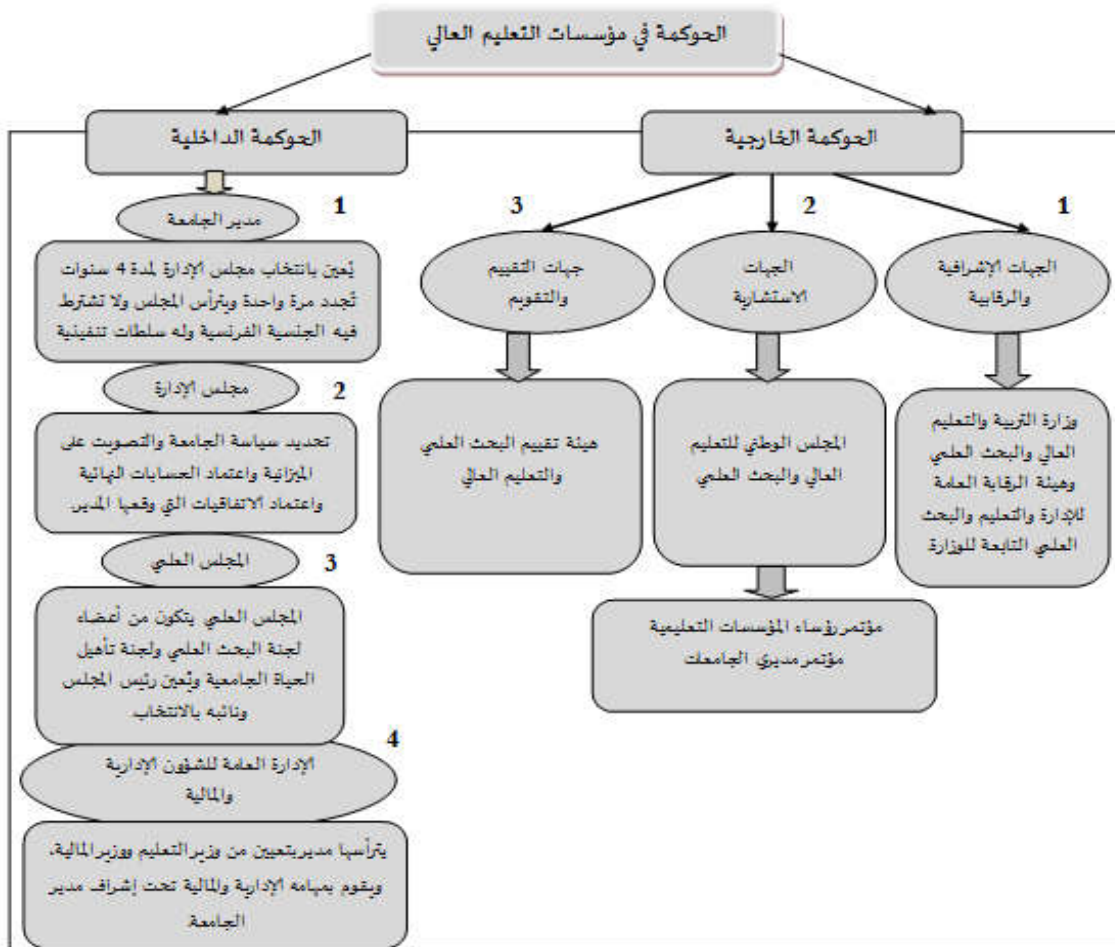 الحوكمة في مؤسسات التعليم العالي
الحوكمة الخارجية
1
الجهات الإشرافية
والرقابية
وزارة التربية والتعليم
العالي والبحث العلمي
وهيئة الرقابة العامة
للإدارة والتعليم والبحث
العلمي التابعة للوزارة.
2
الجهات
الاستشارية
المجلس الوطني للتعليم
العالي والبحث العلمي
مؤتمر رؤساء المؤسسات التعليمية
مؤتمر مديري الجامعات
3
جهات التقييم
والتقويم
هيئة تقييم البحث العلمي
والتعليم العالي
الحوكمة الداخلية
1
مدير الجامعة
يُعين بانتخاب مجلس الإدارة لمدة 4 سنوات
تُجدد مرة واحدة ويترأس المجلس ولا تشترط
فيه الجنسية الفرنسية وله سلطات تنفيذية
2
مجلس الإدارة
تحديد سياسة الجامعة والتصويت على
الميزانية واعتماد الحسابات النهائية
واعتماد الاتفاقيات التي وقعها المدير.
3
المجلس العلمي
المجلس العلمي يتكون من أعضاء
لجنة البحث العلمي ولجنة تأهيل
الحياة الجامعية ويُعين رئيس المجلس
ونائبه بالانتخاب.
4
الإدارة العامة للشؤون الإدارية
والمالية
يترأسها مدير بتعيين من وزير التعليم ووزير المالية،
ويقوم بمهامه الإدارية والمالية تحت إشراف مدير
الجامعة.